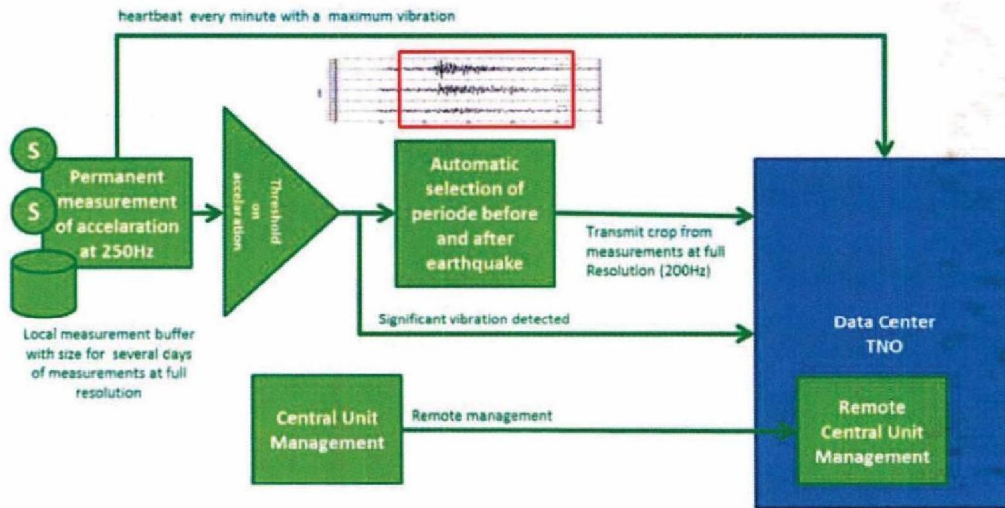 heartbeat every minute with a maximum vibration
S
S
Permanent
measurement
of accelaration
at 250Hz
Threshold
on
accelaration
Automatic
selection of
periode before
and after
earthquake
Transmit crop from
measurements at full
Resolution (200Hz)
Local measurement buffer
with size for several days
of measurements at full
resolution
Significant vibration detected
Data Center
TNO
Central Unit
Management
Remote management
Remote
Central Unit
Management